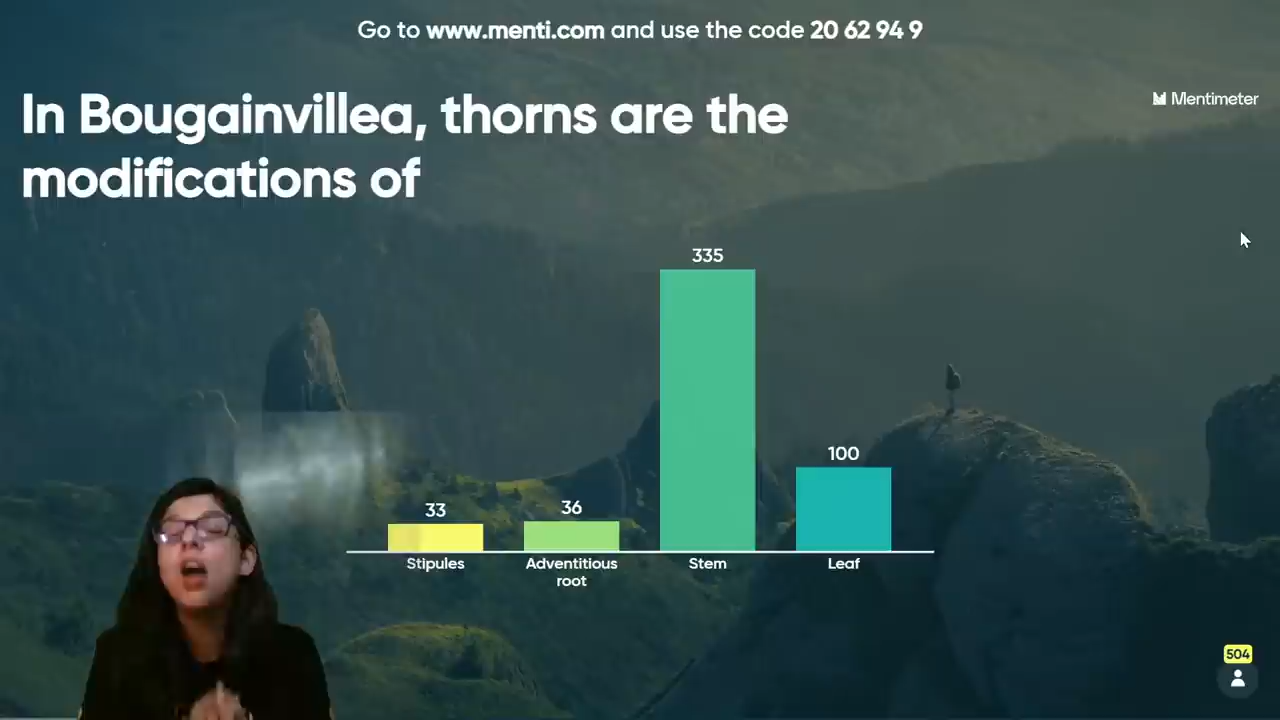 Go to www.menti.com and use the code 20 62 94 9
In Bougainvillea, thorns are the
modifications of
Mentimeter
335
100
33
36
Stipules
Adventitious
root
Stem
Leaf
504